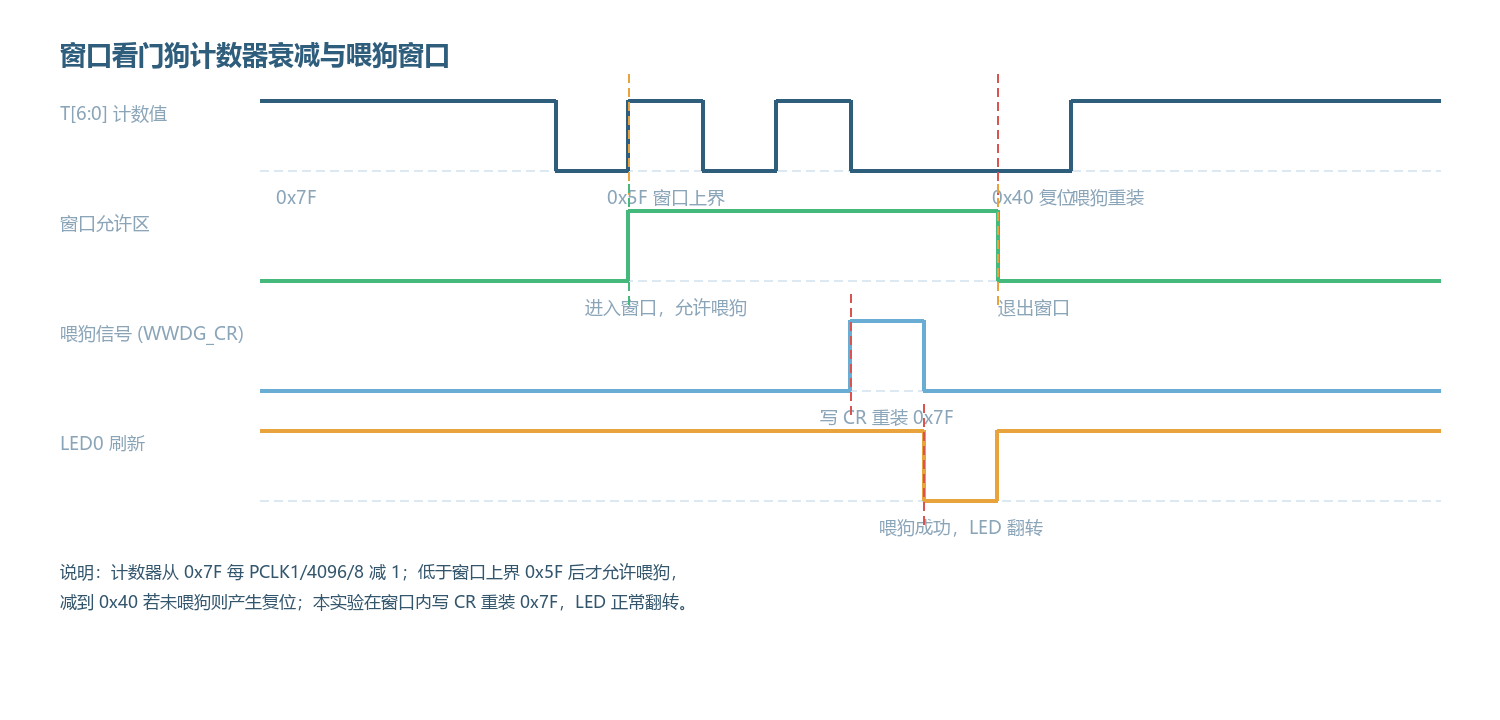 窗口看门狗计数器衰减与喂狗窗口
T[6:0] 计数值
0x7F
0x5F 窗口上界
0x40 复位
喂狗重装
窗口允许区
进入窗口，允许喂狗
退出窗口
喂狗信号 (WWDG_CR)
写 CR 重装 0x7F
LED0 刷新
喂狗成功，LED 翻转
说明：计数器从 0x7F 每 PCLK1/4096/8 减 1；低于窗口上界 0x5F 后才允许喂狗，
减到 0x40 若未喂狗则产生复位；本实验在窗口内写 CR 重装 0x7F，LED 正常翻转。